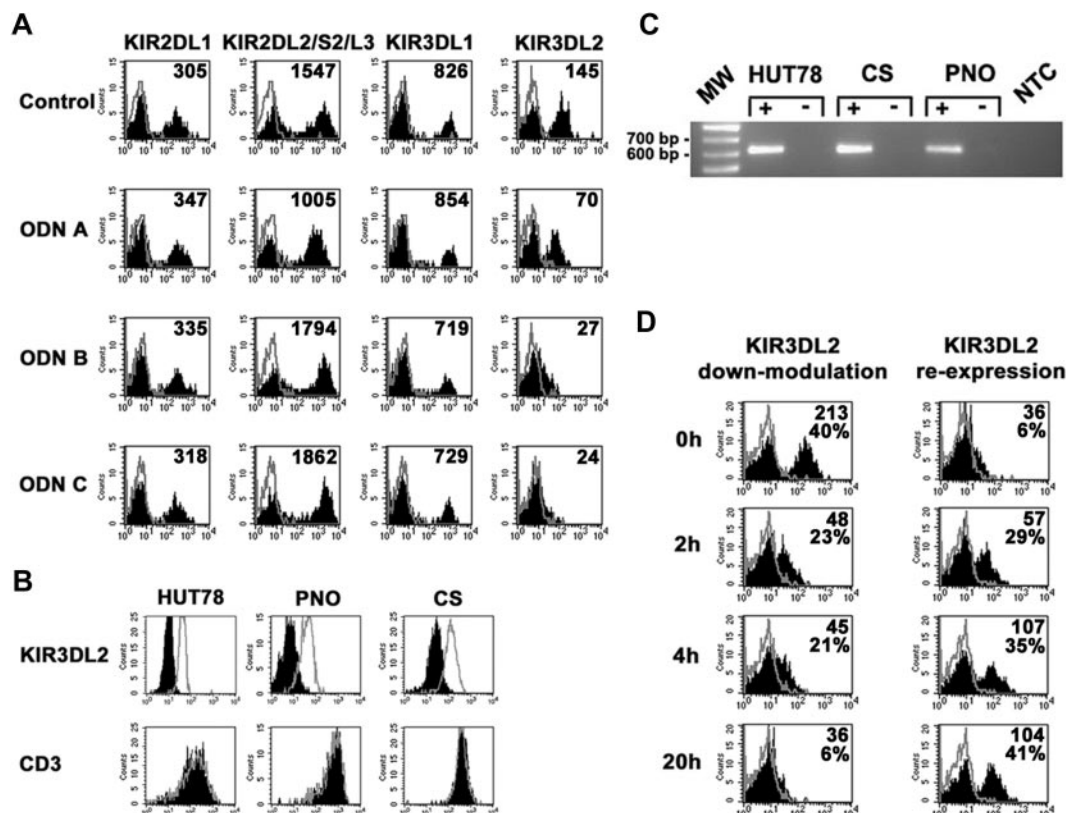 A
KIR2DL1 KIR2DL2/S2/L3 KIR3DL1 KIR3DL2
Control
305
1547
826
145
ODN A
347
1005
854
70
ODN B
335
1794
719
27
ODN C
318
1862
729
24
B
HUT78 PNO CS
KIR3DL2
CD3
C
MW HUT78 CS PNO NTC
+ - + - + -
700 bp -
600 bp -
D
KIR3DL2 down-modulation
KIR3DL2 re-expression
0h
213
40%
36
6%
2h
48
23%
57
29%
4h
45
21%
107
35%
20h
36
6%
104
41%